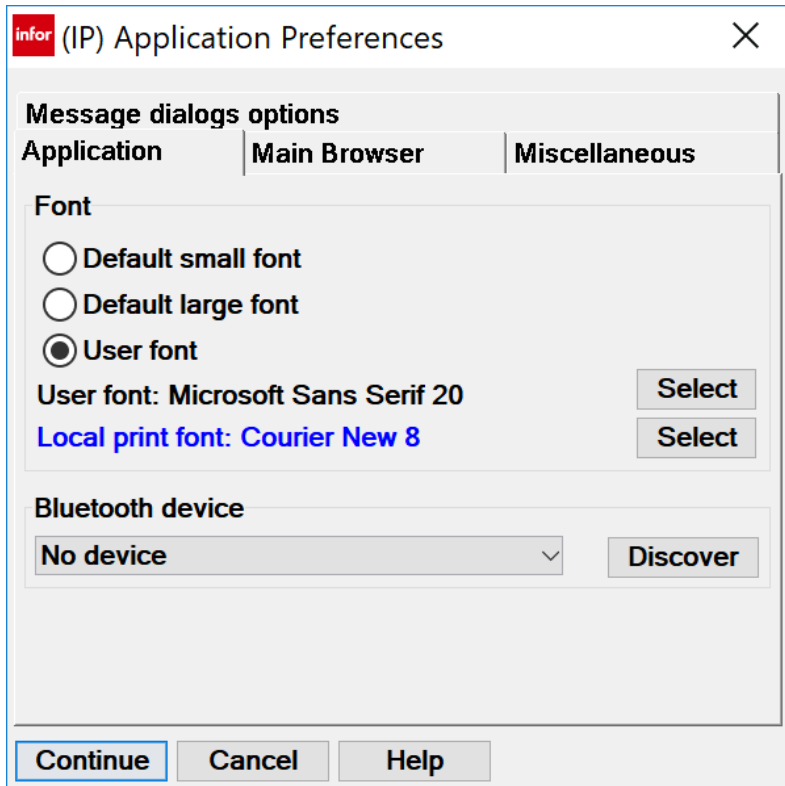 infor (IP) Application Preferences
Message dialogs options
Application Main Browser Miscellaneous
Font
Default small font
Default large font
User font
User font: Microsoft Sans Serif 20 Select
Local print font: Courier New 8 Select
Bluetooth device
No device Discover
Continue Cancel Help